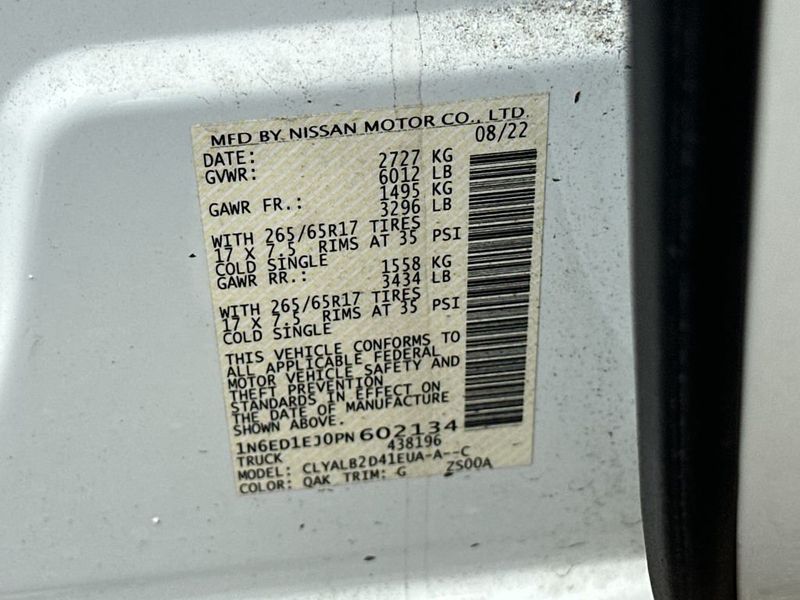 MFD BY NISSAN MOTOR CO., LTD.
DATE: 08/22
GVWR: 2727 KG
6012 LB
GAWR FR.: 1495 KG
3296 LB
WITH 265/65R17 TIRES
17 X 7.5 RIMS AT 35 PSI
COLD SINGLE
GAWR RR.: 1558 KG
3434 LB
WITH 265/65R17 TIRES
17 X 7.5 RIMS AT 35 PSI
COLD SINGLE
THIS VEHICLE CONFORMS TO
ALL APPLICABLE FEDERAL
MOTOR VEHICLE SAFETY AND
THEFT PREVENTION
STANDARDS IN EFFECT ON
THE DATE OF MANUFACTURE
SHOWN ABOVE.
1N6ED1EJ0PN602134
TRUCK 438196
MODEL: CLYALB2D41EUA-A--C
COLOR: QAK TRIM: G ZS00A